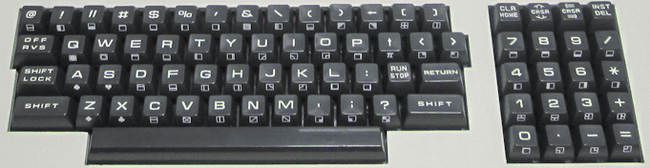 @ ! " # $ % ' & \ ( ) ← [ ]
OFF RVS Q W E R T Y U I O P ↑ < >
SHIFT LOCK A S D F G H J K L : RUN STOP RETURN
SHIFT Z X C V B N M , ; ? SHIFT
CLR HOME CRSR CRSR INST DEL
7 8 9 /
4 5 6 *
1 2 3 +
0 . - =